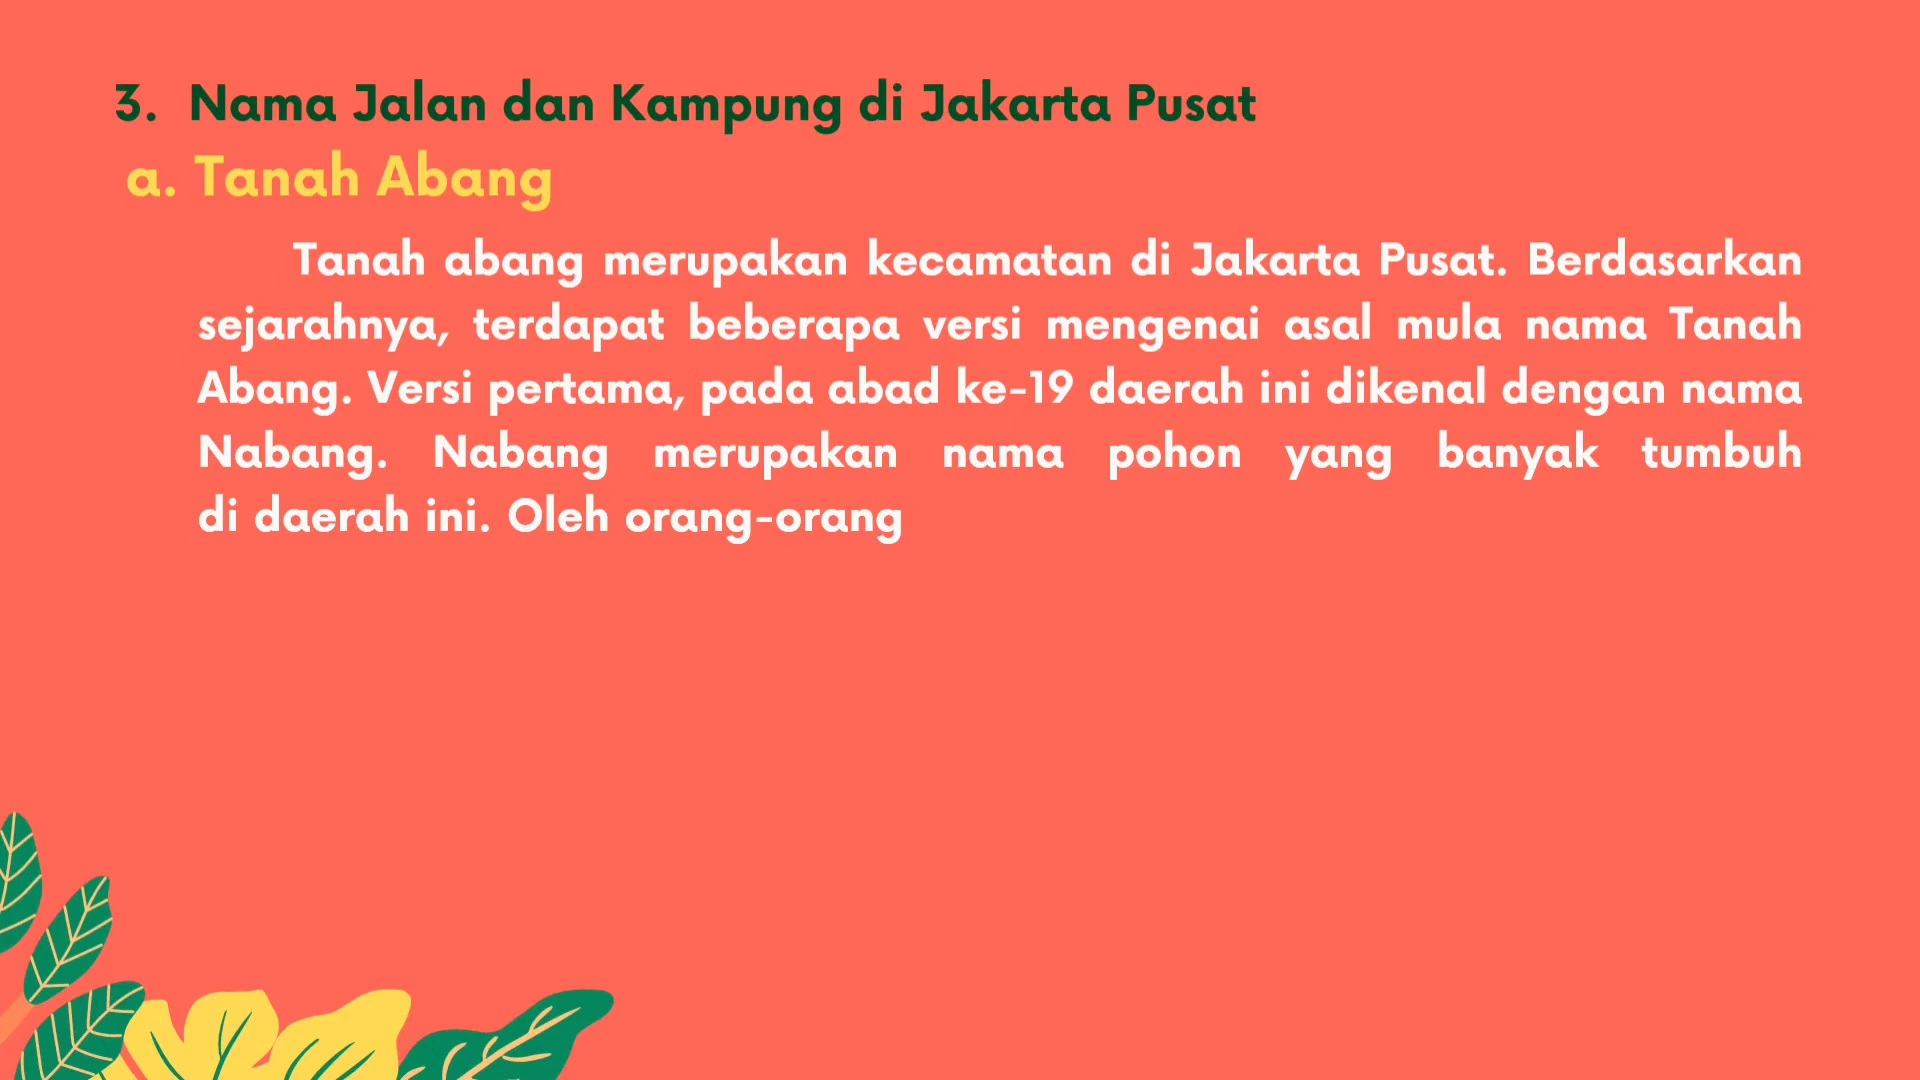 3. Nama Jalan dan Kampung di Jakarta Pusat
a. Tanah Abang
Tanah abang merupakan kecamatan di Jakarta Pusat. Berdasarkan
sejarahnya, terdapat beberapa versi mengenai asal mula nama Tanah
Abang. Versi pertama, pada abad ke-19 daerah ini dikenal dengan nama
Nabang. Nabang merupakan nama pohon yang banyak tumbuh
di daerah ini. Oleh orang-orang